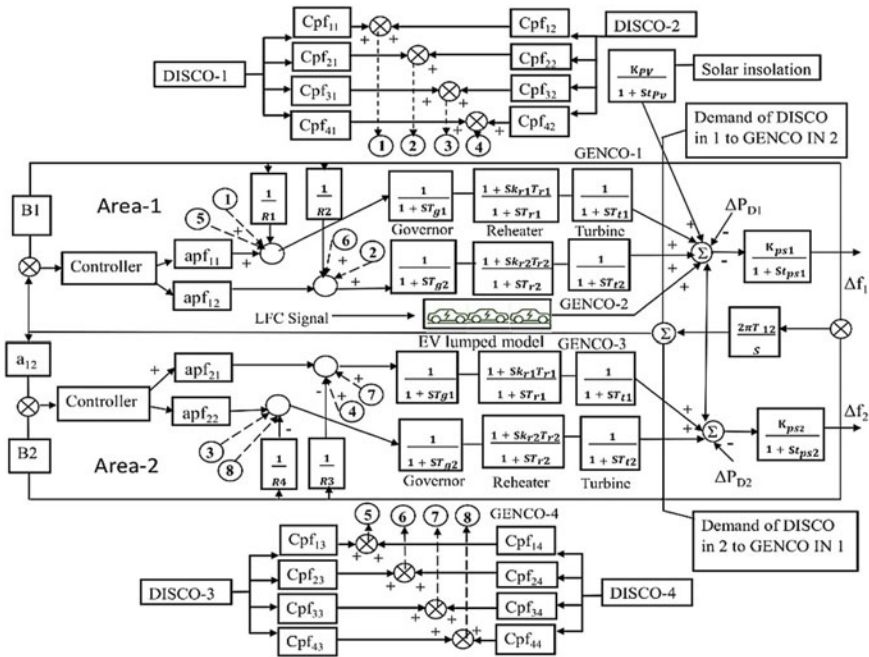 Cpf11
Cpf12
DISCO-2
Cpf21
Cpf22
DISCO-1
KPV
1 + StPv
Solar insolation
Cpf31
Cpf32
Cpf41
Cpf42
Demand of DISCO
in 1 to GENCO IN 2
1
2
3
4
GENCO-1
B1
Area-1
1
R1
1
R2
1
1 + STg1
1 + Skr1Tr1
1 + STr1
1
1 + STt1
ΔPD1
1
5
Governor
Reheater
Turbine
Controller
apf11
6
2
Σ
Kps1
1 + Stps1
apf12
1
1 + STg2
1 + Skr2Tr2
1 + STr2
1
1 + STt2
Δf1
LFC Signal
GENCO-2
EV lumped model
Σ
2πT12
S
a12
GENCO-3
apf21
7
4
1
1 + STg1
1 + Skr1Tr1
1 + STr1
1
1 + STt1
Controller
apf22
Σ
Kps2
1 + Stps2
Δf2
3
8
B2
Area-2
1
R4
1
R3
1
1 + STg2
1 + Skr2Tr2
1 + STr2
1
1 + STt2
Governor
Reheater
Turbine
ΔPD2
5
6
7
8
GENCO-4
Demand of DISCO
in 2 to GENCO IN 1
Cpf13
Cpf14
Cpf23
Cpf24
DISCO-3
DISCO-4
Cpf33
Cpf34
Cpf43
Cpf44